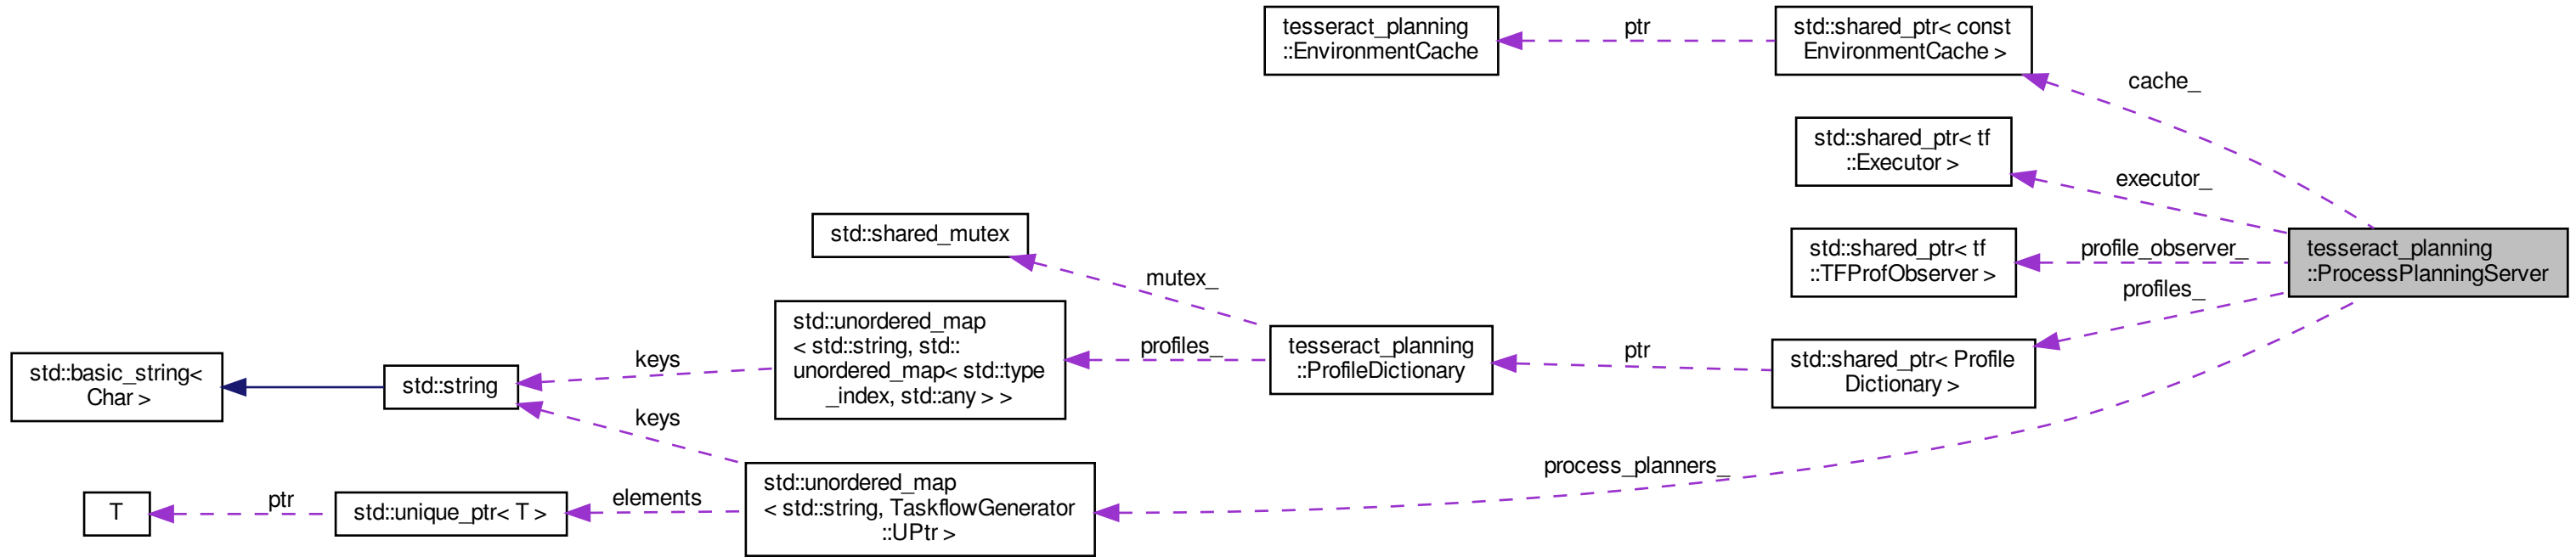 tesseract_planning
::EnvironmentCache
ptr
std::shared_ptr< const
EnvironmentCache >
cache_
std::shared_ptr< tf
::Executor >
executor_
std::shared_mutex
mutex_
std::shared_ptr< tf
::TFProfObserver >
profile_observer_
tesseract_planning
::ProcessPlanningServer
profiles_
std::unordered_map
< std::string, std::
unordered_map< std::type
_index, std::any > >
profiles_
tesseract_planning
::ProfileDictionary
ptr
std::shared_ptr< Profile
Dictionary >
std::basic_string<
Char >
std::string
keys
keys
process_planners_
std::unordered_map
< std::string, TaskflowGenerator
::UPtr >
elements
std::unique_ptr< T >
ptr
T